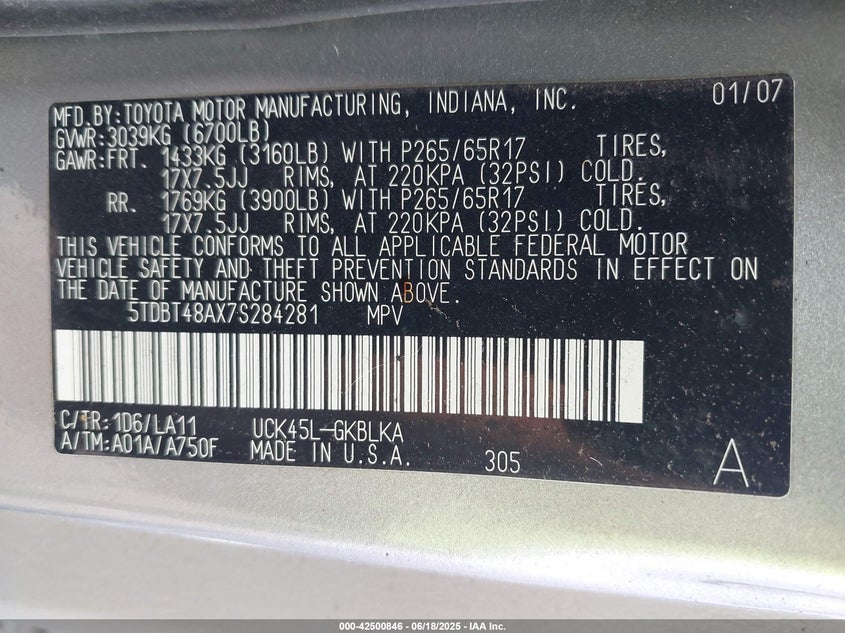 MFD.BY:TOYOTA MOTOR MANUFACTURING, INDIANA, INC. 01/07
GVWR:3039KG (6700LB)
GAWR:FRT. 1433KG (3160LB) WITH P265/65R17 TIRES,
17X7.5JJ RIMS, AT 220KPA (32PSI) COLD.
RR. 1769KG (3900LB) WITH P265/65R17 TIRES,
17X7.5JJ RIMS, AT 220KPA (32PSI) COLD.
THIS VEHICLE CONFORMS TO ALL APPLICABLE FEDERAL MOTOR
VEHICLE SAFETY AND THEFT PREVENTION STANDARDS IN EFFECT ON
THE DATE OF MANUFACTURE SHOWN ABOVE.
5TDBT48AX7S284281 MPV
C/TR:1D6/LA11 UCK45L-GKBLKA
A/TM:A01A/A750F MADE IN U.S.A. 305 A
000-42500846 - 06/18/2025 - IAA Inc.